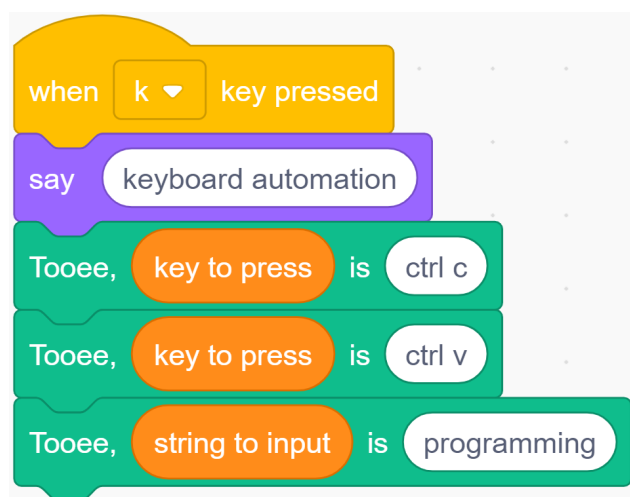 when k key pressed
say keyboard automation
Tooee, key to press is ctrl c
Tooee, key to press is ctrl v
Tooee, string to input is programming